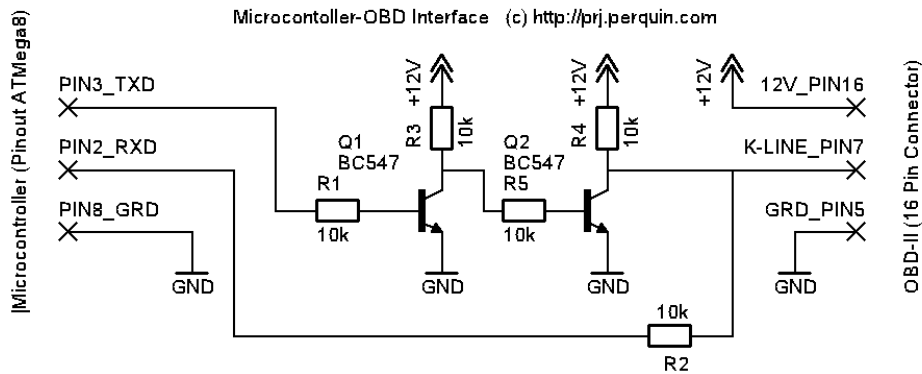 Microcontoller-OBD Interface (c) http://prj.perquin.com
|Microcontroller (Pinout ATMega8)
PIN3_TXD
PIN2_RXD
PIN8_GRD
GND
R1
10k
Q1
BC547
+12V
R3
10k
GND
Q2
BC547
R5
10k
+12V
R4
10k
GND
10k
R2
+12V
12V_PIN16
K-LINE_PIN7
GRD_PIN5
GND
OBD-II (16 Pin Connector)